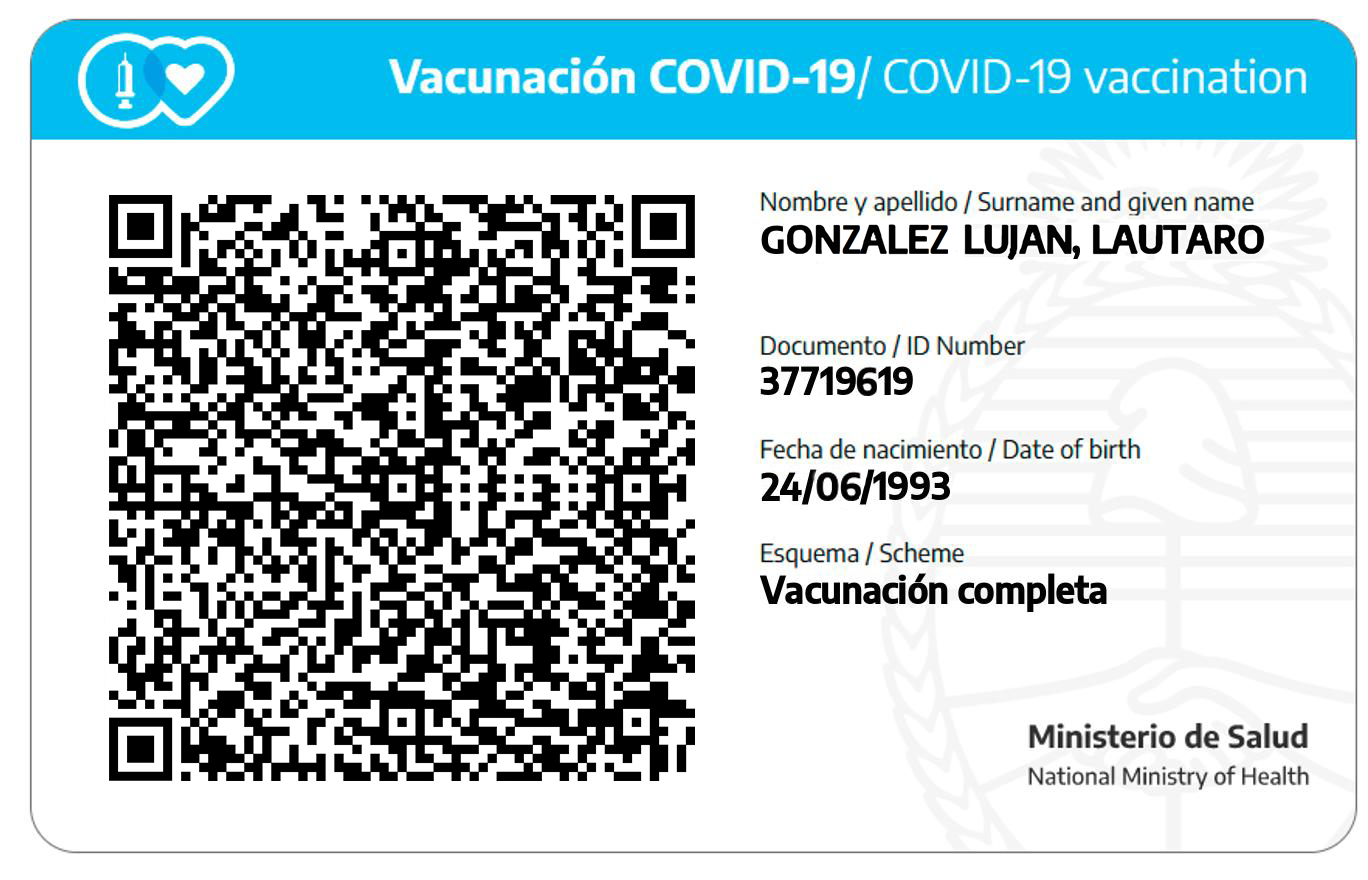 Vacunación COVID-19/ COVID-19 vaccination
Nombre y apellido / Surname and given name
GONZALEZ LUJAN, LAUTARO
Documento / ID Number
37719619
Fecha de nacimiento / Date of birth
24/06/1993
Esquema / Scheme
Vacunación completa
Ministerio de Salud
National Ministry of Health